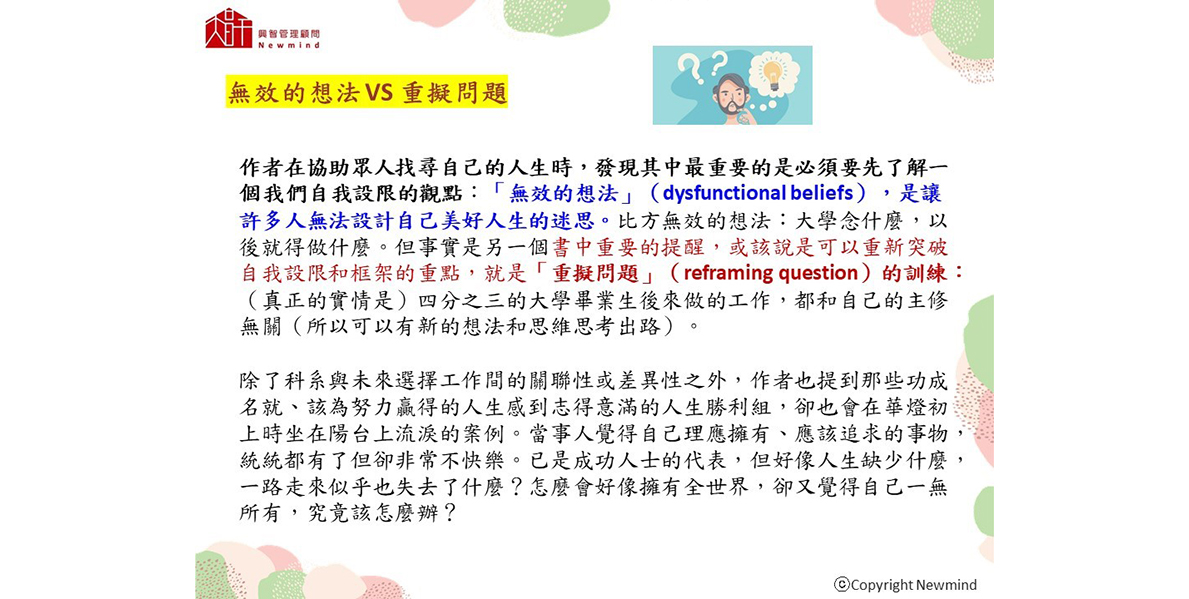 興智管理顧問
Newmind
無效的想法 VS 重擬問題
作者在協助眾人找尋自己的人生時，發現其中最重要的是必須要先了解一
個我們自我設限的觀點：「無效的想法」（dysfunctional beliefs），是讓
許多人無法設計自己美好人生的迷思。比方無效的想法：大學念什麼，以
後就得做什麼。但事實是另一個書中重要的提醒，或該說是可以重新突破
自我設限和框架的重點，就是「重擬問題」（reframing question）的訓練：
（真正的實情是）四分之三的大學畢業生後來做的工作，都和自己的主修
無關（所以可以有新的想法和思維思考出路）。
除了科系與未來選擇工作間的關聯性或差異性之外，作者也提到那些功成
名就、該為努力贏得的人生感到志得意滿的人生勝利組，卻也會在華燈初
上時坐在陽台上流淚的案例。當事人覺得自己理應擁有、應該追求的事物，
統統都有了但卻非常不快樂。已是成功人士的代表，但好像人生缺少什麼，
一路走來似乎也失去了什麼？怎麼會好像擁有全世界，卻又覺得自己一無
所有，究竟該怎麼辦？
©Copyright Newmind